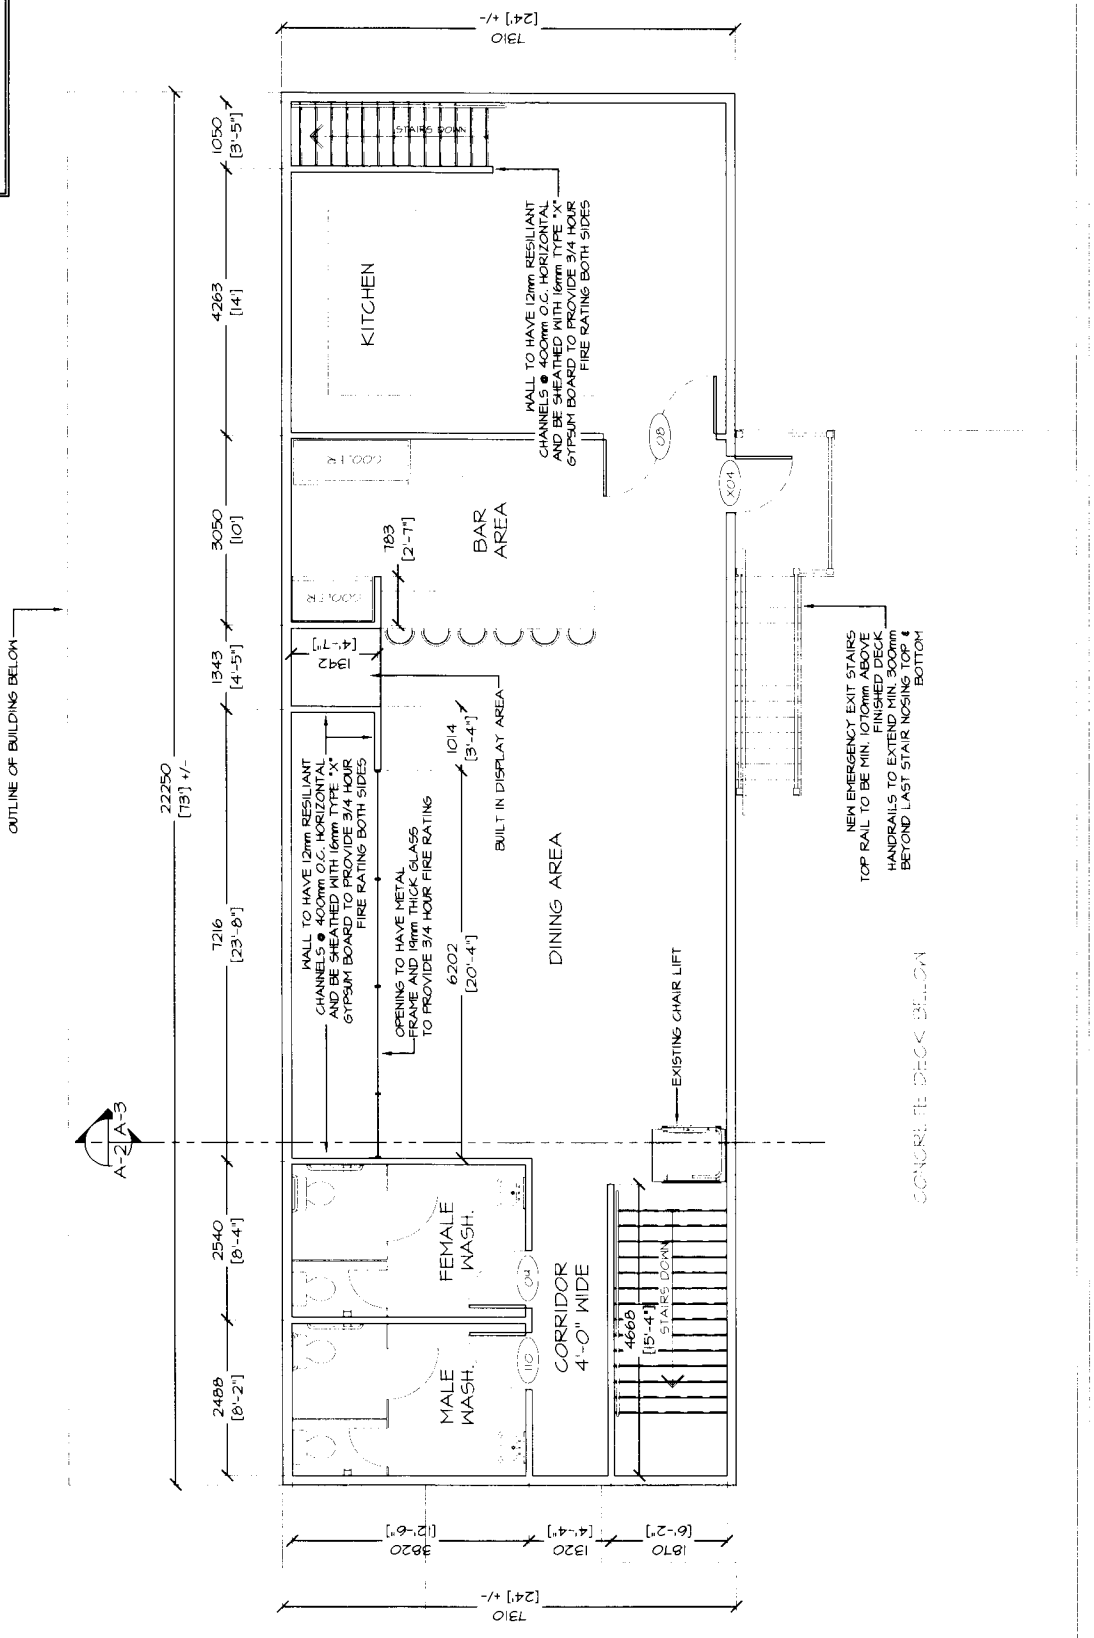 OUTLINE OF BUILDING BELOW
22250
[73'] +/-
7310
[24'] +/-
2488
[8'-2"]
2540
[8'-4"]
7216
[23'-8"]
1343
[4'-5"]
3050
[10']
4263
[14']
1050
[3'-5"]
A-2
A-3
WALL TO HAVE 12mm RESILIANT
CHANNELS @ 400mm O.C. HORIZONTAL
AND BE SHEATHED WITH 16mm TYPE "X"
GYPSUM BOARD TO PROVIDE 3/4 HOUR
FIRE RATING BOTH SIDES
OPENING TO HAVE METAL
FRAME AND 19mm THICK GLASS
TO PROVIDE 3/4 HOUR FIRE RATING
6202
[20'-4"]
1014
[3'-4"]
BUILT IN DISPLAY AREA
1342
[4'-7"]
COOLER
COOLER
783
[2'-7"]
BAR
AREA
KITCHEN
STAIRS DOWN
WALL TO HAVE 12mm RESILIANT
CHANNELS @ 400mm O.C. HORIZONTAL
AND BE SHEATHED WITH 16mm TYPE "X"
GYPSUM BOARD TO PROVIDE 3/4 HOUR
FIRE RATING BOTH SIDES
08
X04
DINING AREA
EXISTING CHAIR LIFT
FEMALE
WASH.
MALE
WASH.
09
110
CORRIDOR
4'-0" WIDE
4668
[15'-4"]
STAIRS DOWN
3820
[12'-6"]
1320
[4'-4"]
1870
[6'-2"]
7310
[24'] +/-
NEW EMERGENCY EXIT STAIRS
TOP RAIL TO BE MIN. 1070mm ABOVE
FINISHED DECK
HANDRAILS TO EXTEND MIN. 300mm
BEYOND LAST STAIR NOSING TOP &
BOTTOM
CONCRETE DECK BELOW